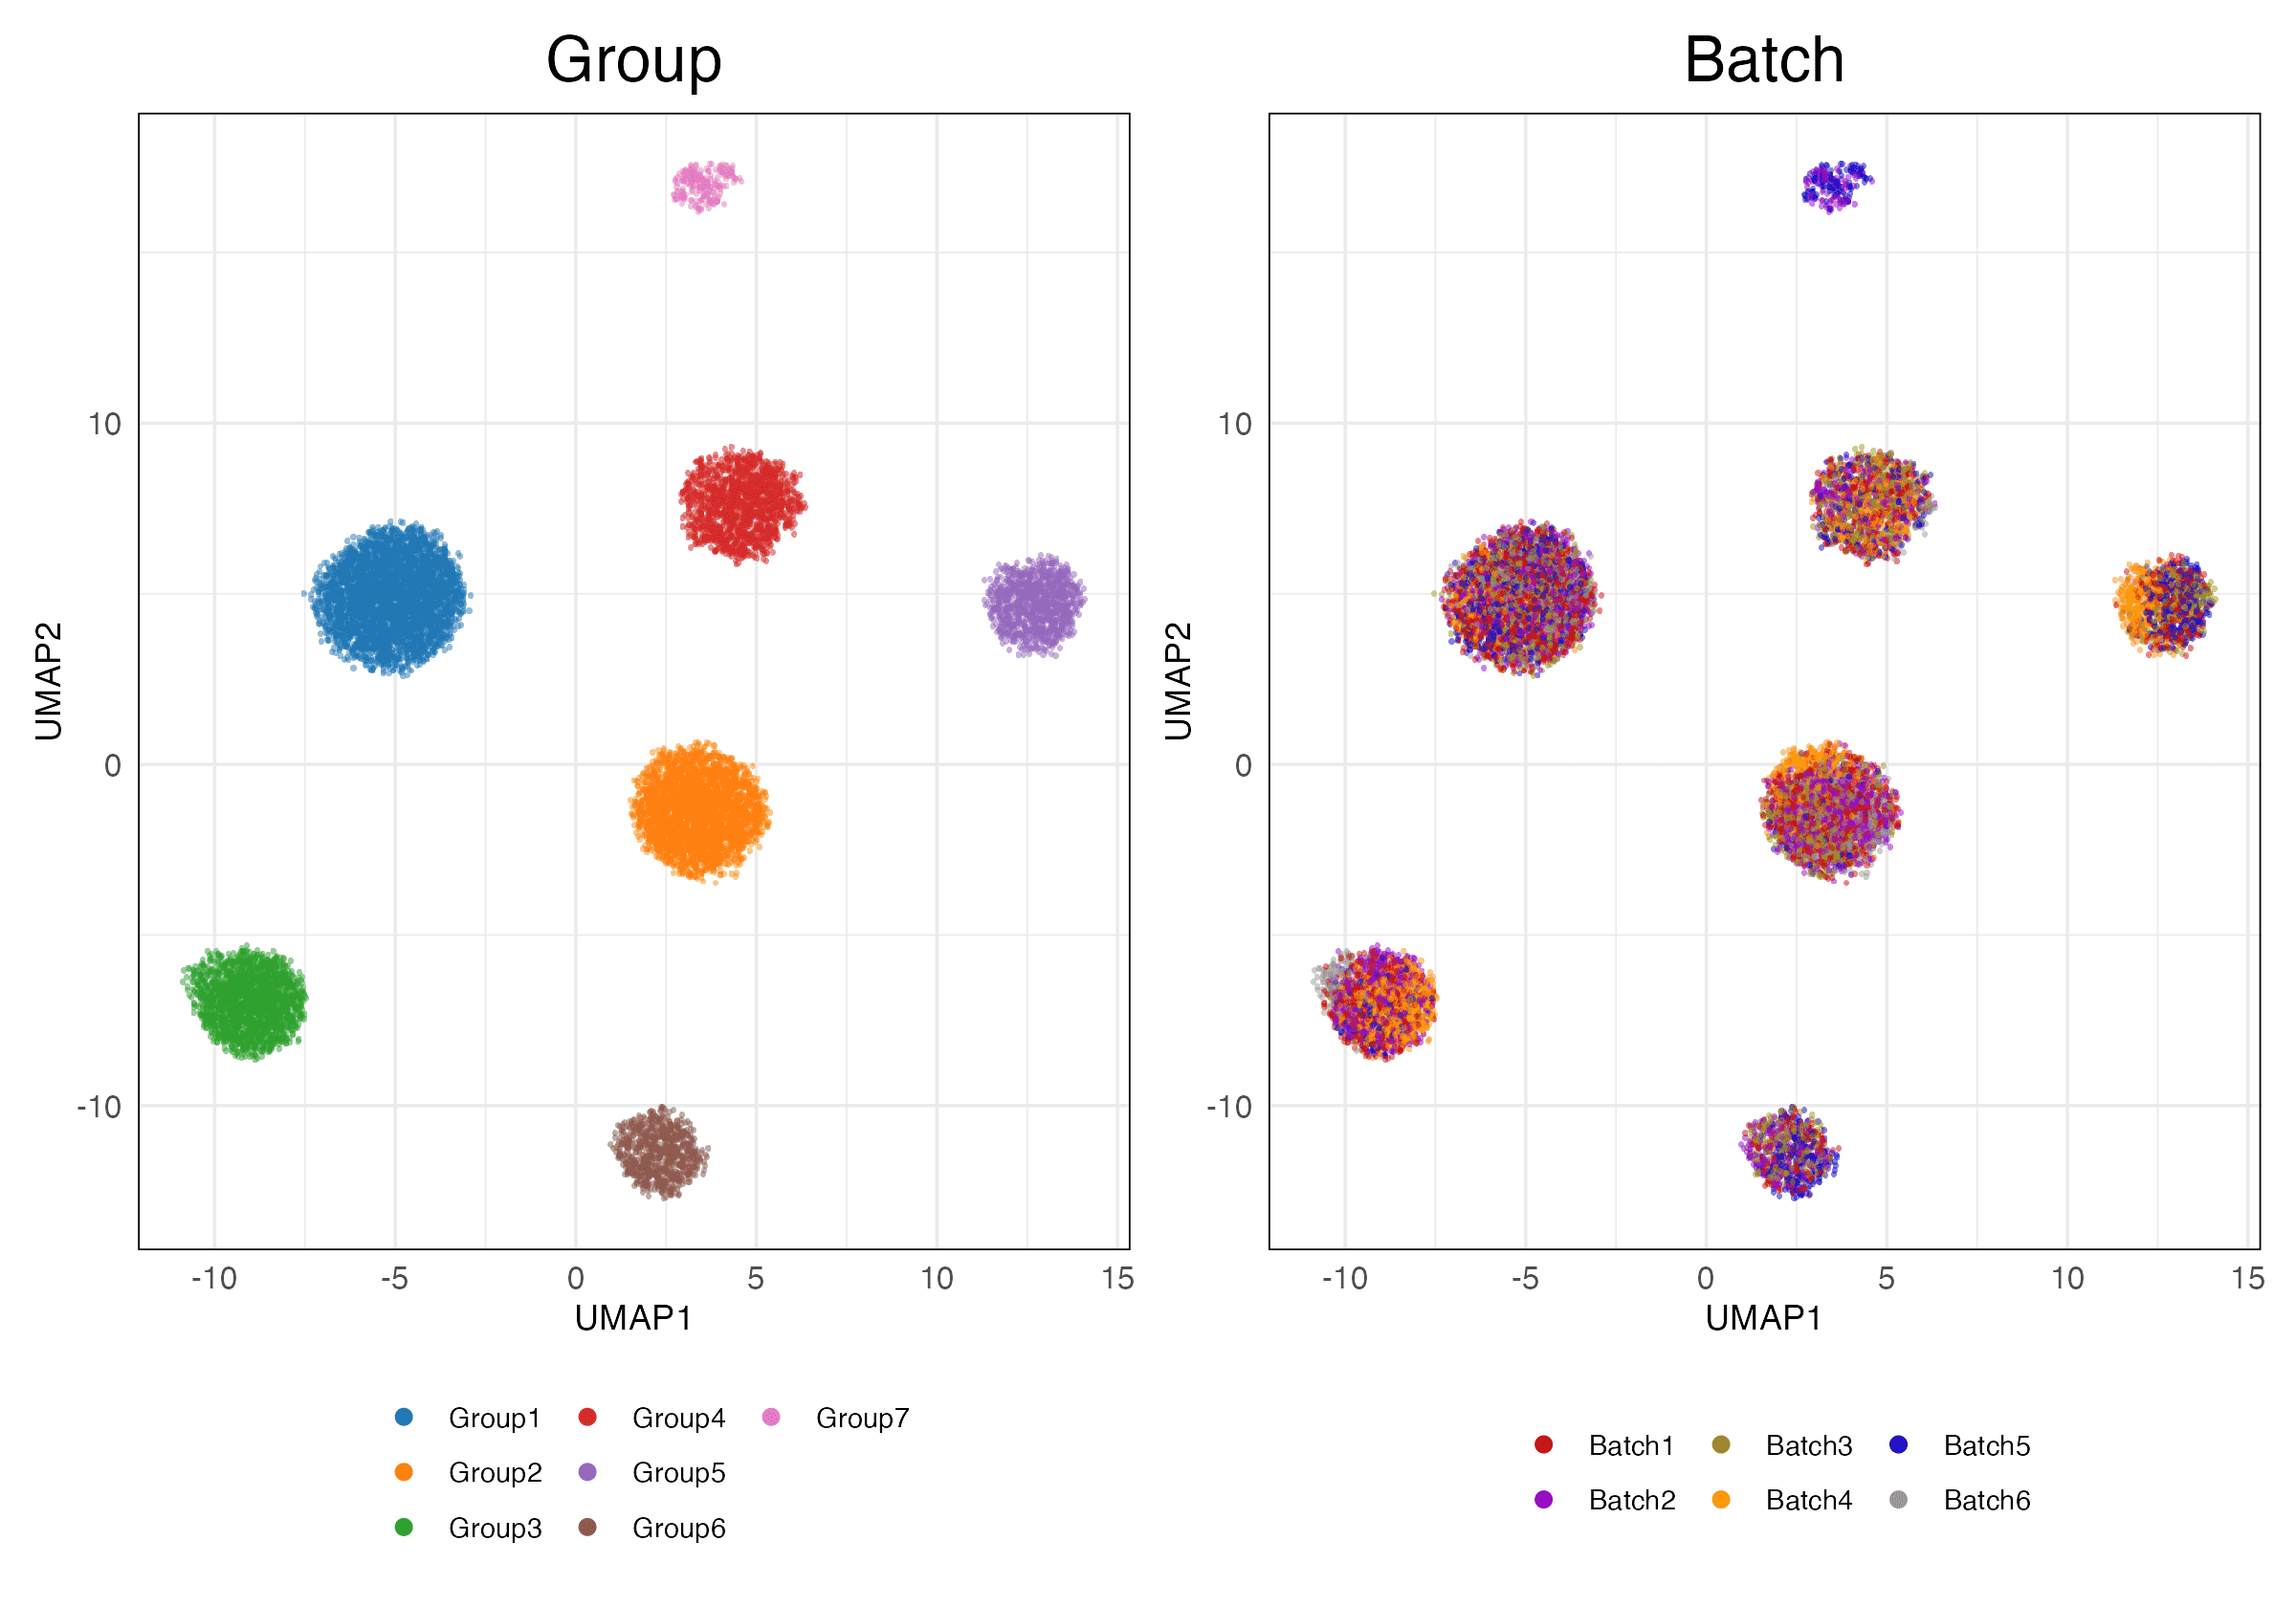 Group
Batch
10
0
-10
UMAP2
-10 -5 0 5 10 15
UMAP1
10
0
-10
UMAP2
-10 -5 0 5 10 15
UMAP1
Group1 Group4 Group7
Group2 Group5
Group3 Group6
Batch1 Batch3 Batch5
Batch2 Batch4 Batch6